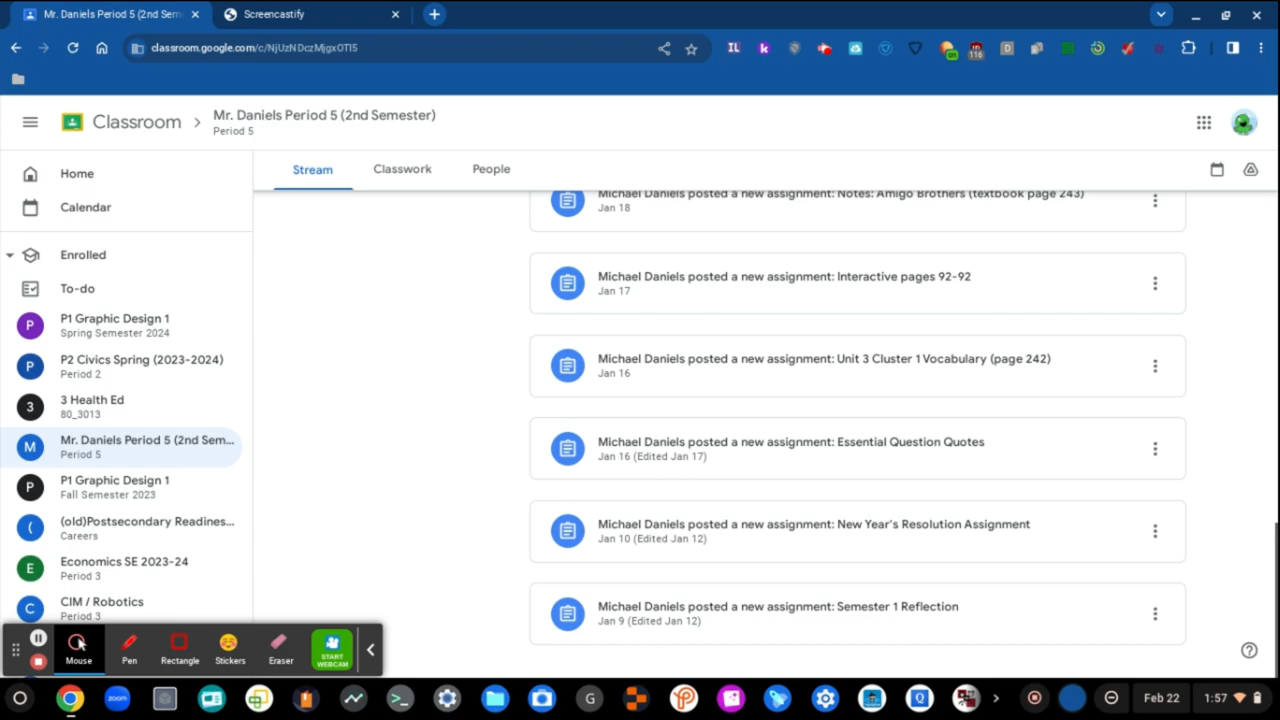 Mr. Daniels Period 5 (2nd Sem
Screencastify
classroom.google.com/c/NjUzNDczMjgxOTI5
IL
k
116
D
Classroom
Mr. Daniels Period 5 (2nd Semester)
Period 5
Home
Calendar
Enrolled
To-do
P
P1 Graphic Design 1
Spring Semester 2024
P
P2 Civics Spring (2023-2024)
Period 2
3
3 Health Ed
80_3013
M
Mr. Daniels Period 5 (2nd Sem...
Period 5
P
P1 Graphic Design 1
Fall Semester 2023
(
(old)Postsecondary Readines...
Careers
E
Economics SE 2023-24
Period 3
C
CIM / Robotics
Period 3
Stream
Classwork
People
Michael Daniels posted a new assignment: Notes: Amigo Brothers (textbook page 243)
Jan 18
Michael Daniels posted a new assignment: Interactive pages 92-92
Jan 17
Michael Daniels posted a new assignment: Unit 3 Cluster 1 Vocabulary (page 242)
Jan 16
Michael Daniels posted a new assignment: Essential Question Quotes
Jan 16 (Edited Jan 17)
Michael Daniels posted a new assignment: New Year's Resolution Assignment
Jan 10 (Edited Jan 12)
Michael Daniels posted a new assignment: Semester 1 Reflection
Jan 9 (Edited Jan 12)
Mouse
Pen
Rectangle
Stickers
Eraser
START
WEBCAM
zoom
G
Q
Feb 22
1:57